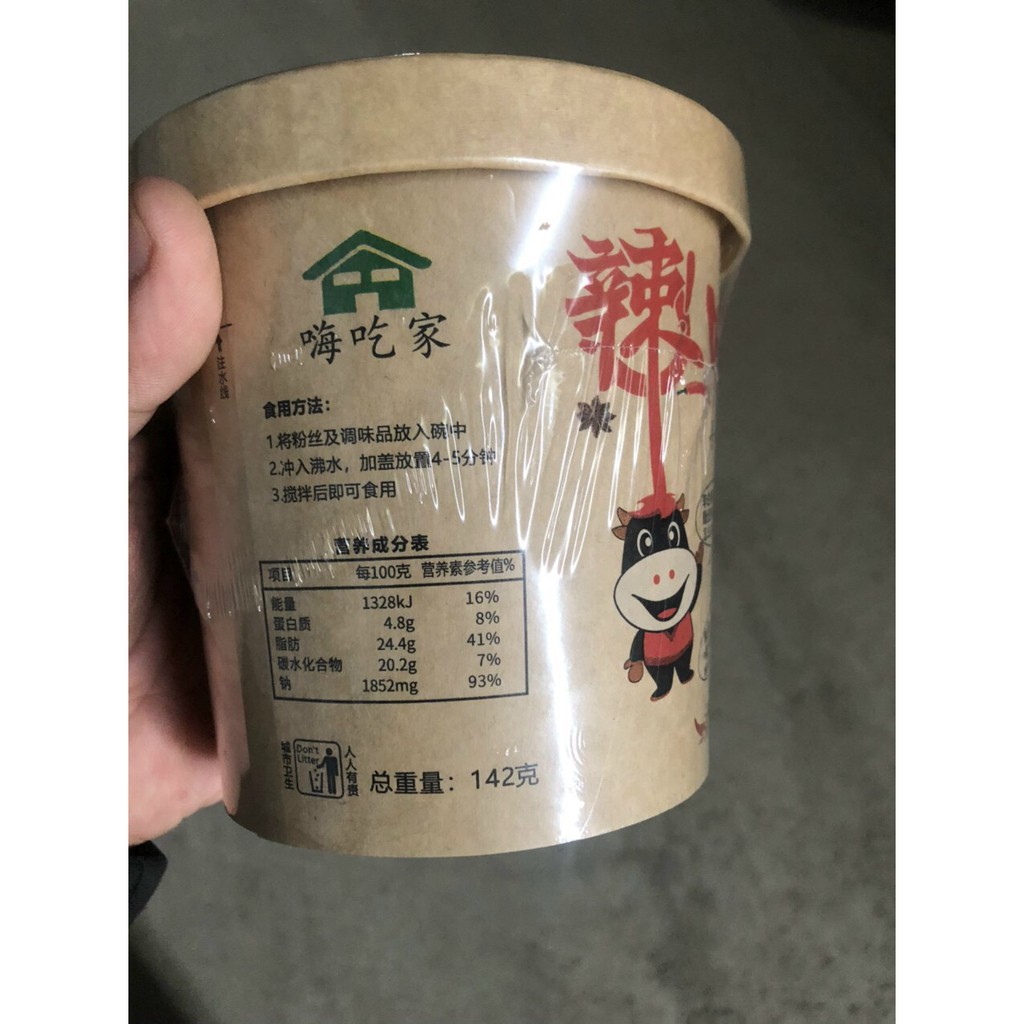 嗨吃家
辣
注水线
食用方法：
1.将粉丝及调味品放入碗中
2.冲入沸水，加盖放置4-5分钟
3.搅拌后即可食用
营养成分表
项目 每100克 营养素参考值%
能量 1328kJ 16%
蛋白质 4.8g 8%
脂肪 24.4g 41%
碳水化合物 20.2g 7%
钠 1852mg 93%
城市卫生
Don't
Litter
人人有责
总重量：142克